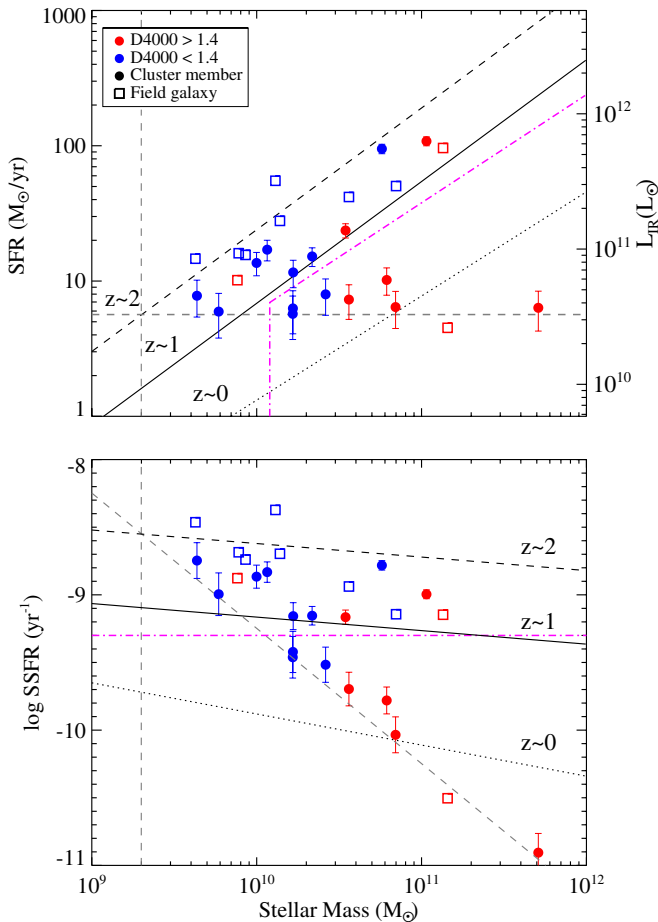 1000
100
10
1
SFR (M⊙/yr)
D4000 > 1.4
D4000 < 1.4
Cluster member
Field galaxy
10¹²
10¹¹
10¹⁰
L_IR(L⊙)
z~2
z~1
z~0
-8
-9
-10
-11
log SSFR (yr⁻¹)
z~2
z~1
z~0
10⁹ 10¹⁰ 10¹¹ 10¹²
Stellar Mass (M⊙)